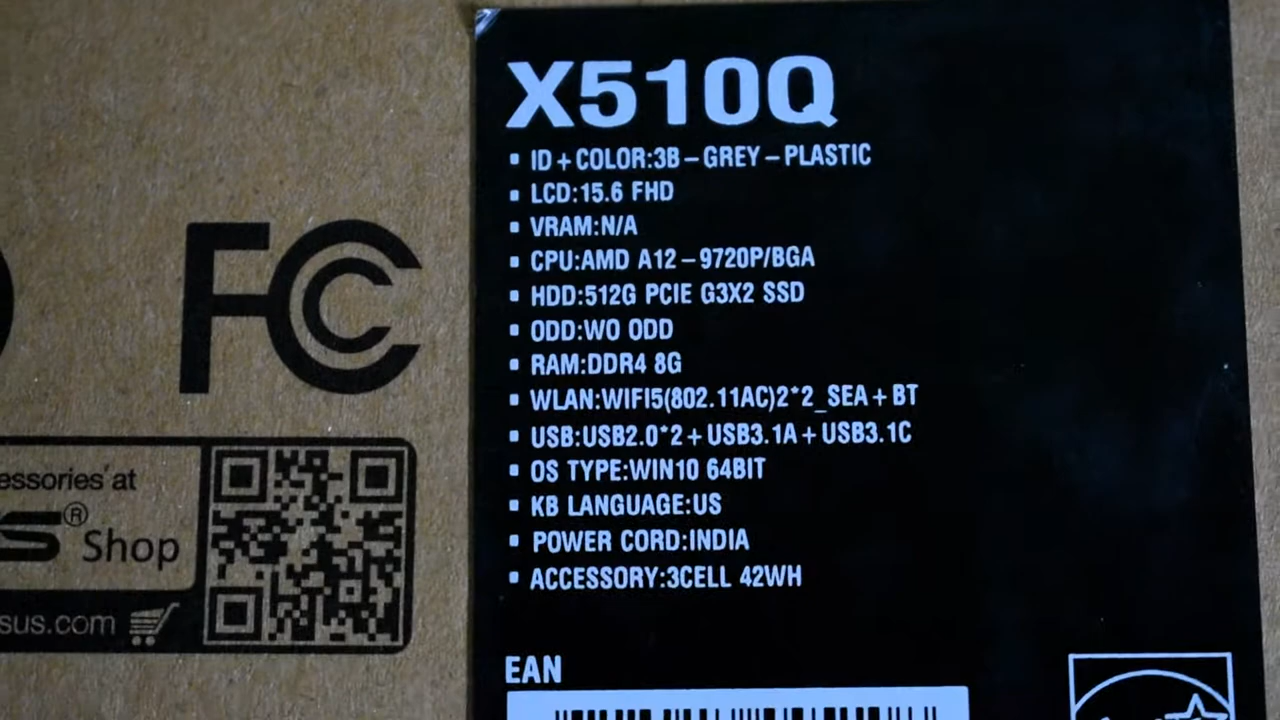 X510Q
▪ ID+COLOR:3B–GREY–PLASTIC
▪ LCD:15.6 FHD
▪ VRAM:N/A
▪ CPU:AMD A12–9720P/BGA
▪ HDD:512G PCIE G3X2 SSD
▪ ODD:WO ODD
▪ RAM:DDR4 8G
▪ WLAN:WIFI5(802.11AC)2*2_SEA+BT
▪ USB:USB2.0*2+USB3.1A+USB3.1C
▪ OS TYPE:WIN10 64BIT
▪ KB LANGUAGE:US
▪ POWER CORD:INDIA
▪ ACCESSORY:3CELL 42WH
EAN
FC
essories at
S® Shop
sus.com